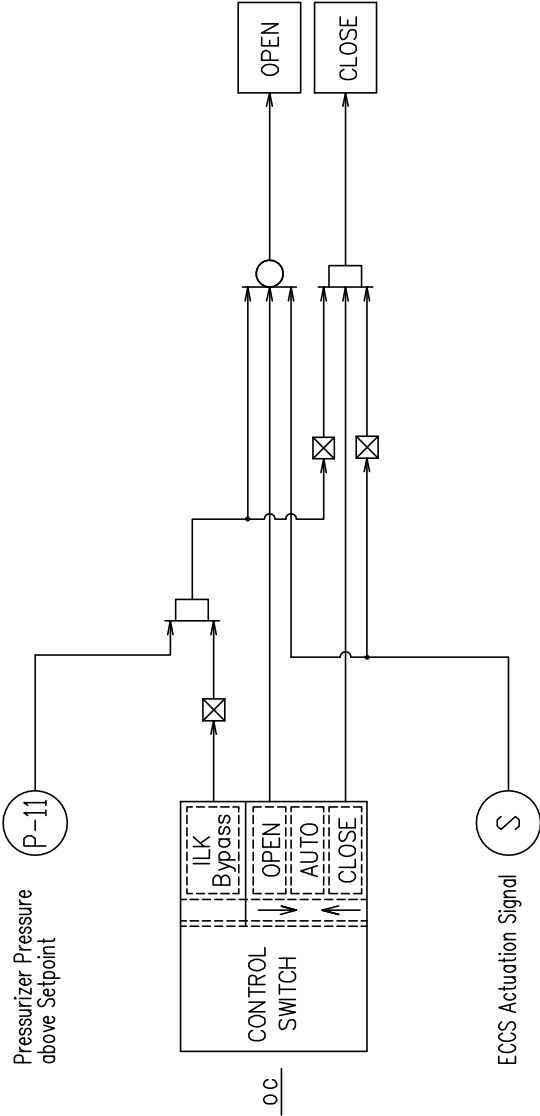 Pressurizer Pressure
above Setpoint
P-11
OC
CONTROL
SWITCH
ILK
Bypass
OPEN
AUTO
CLOSE
ECCS Actuation Signal
S
OPEN
CLOSE